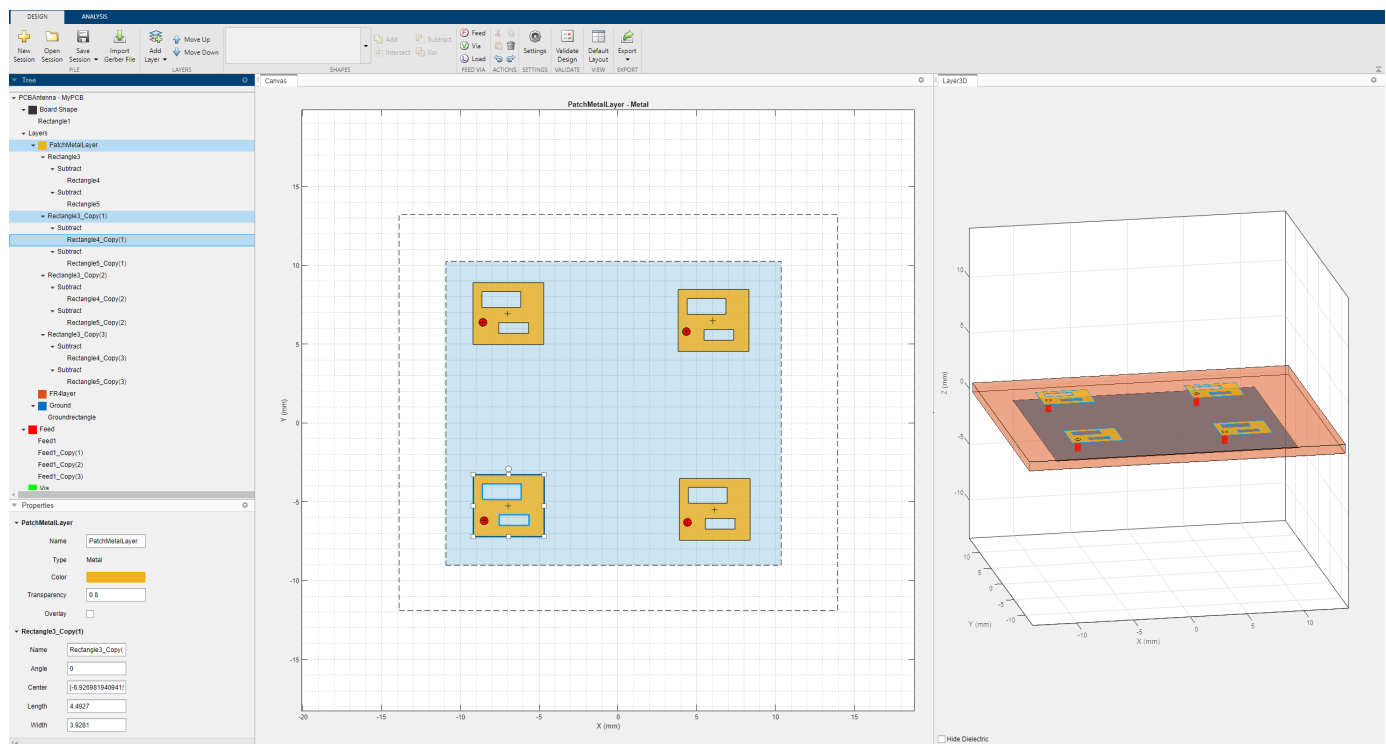 DESIGN ANALYSIS
New Session
Open Session
Save Session
Import Gerber File
FILE
Add Layer
Move Up
Move Down
LAYERS
Add Subtract
Intersect Xor
SHAPES
Feed
Via
Load
FEED VIA
ACTIONS
Settings
SETTINGS
Validate Design
VALIDATE
Default Layout
VIEW
Export
EXPORT
Tree
PCBAntenna - MyPCB
Board Shape
Rectangle1
Layers
PatchMetalLayer
Rectangle3
Subtract
Rectangle4
Subtract
Rectangle5
Rectangle3_Copy(1)
Subtract
Rectangle4_Copy(1)
Subtract
Rectangle5_Copy(1)
Rectangle3_Copy(2)
Subtract
Rectangle4_Copy(2)
Subtract
Rectangle5_Copy(2)
Rectangle3_Copy(3)
Subtract
Rectangle4_Copy(3)
Subtract
Rectangle5_Copy(3)
FR4layer
Ground
Groundrectangle
Feed
Feed1
Feed1_Copy(1)
Feed1_Copy(2)
Feed1_Copy(3)
Via
Properties
PatchMetalLayer
Name PatchMetalLayer
Type Metal
Color
Transparency 0.8
Overlay
Rectangle3_Copy(1)
Name Rectangle3_Copy(
Angle 0
Center [-6.926981940941
Length 4.4927
Width 3.9281
Canvas
PatchMetalLayer - Metal
15
10
5
0
-5
-10
-15
Y (mm)
-20 -15 -10 -5 0 5 10 15
X (mm)
Layer3D
10
5
0
-5
-10
Z (mm)
10
5
0
-5
-10
Y (mm)
-10 -5 0 5 10
X (mm)
Hide Dielectric